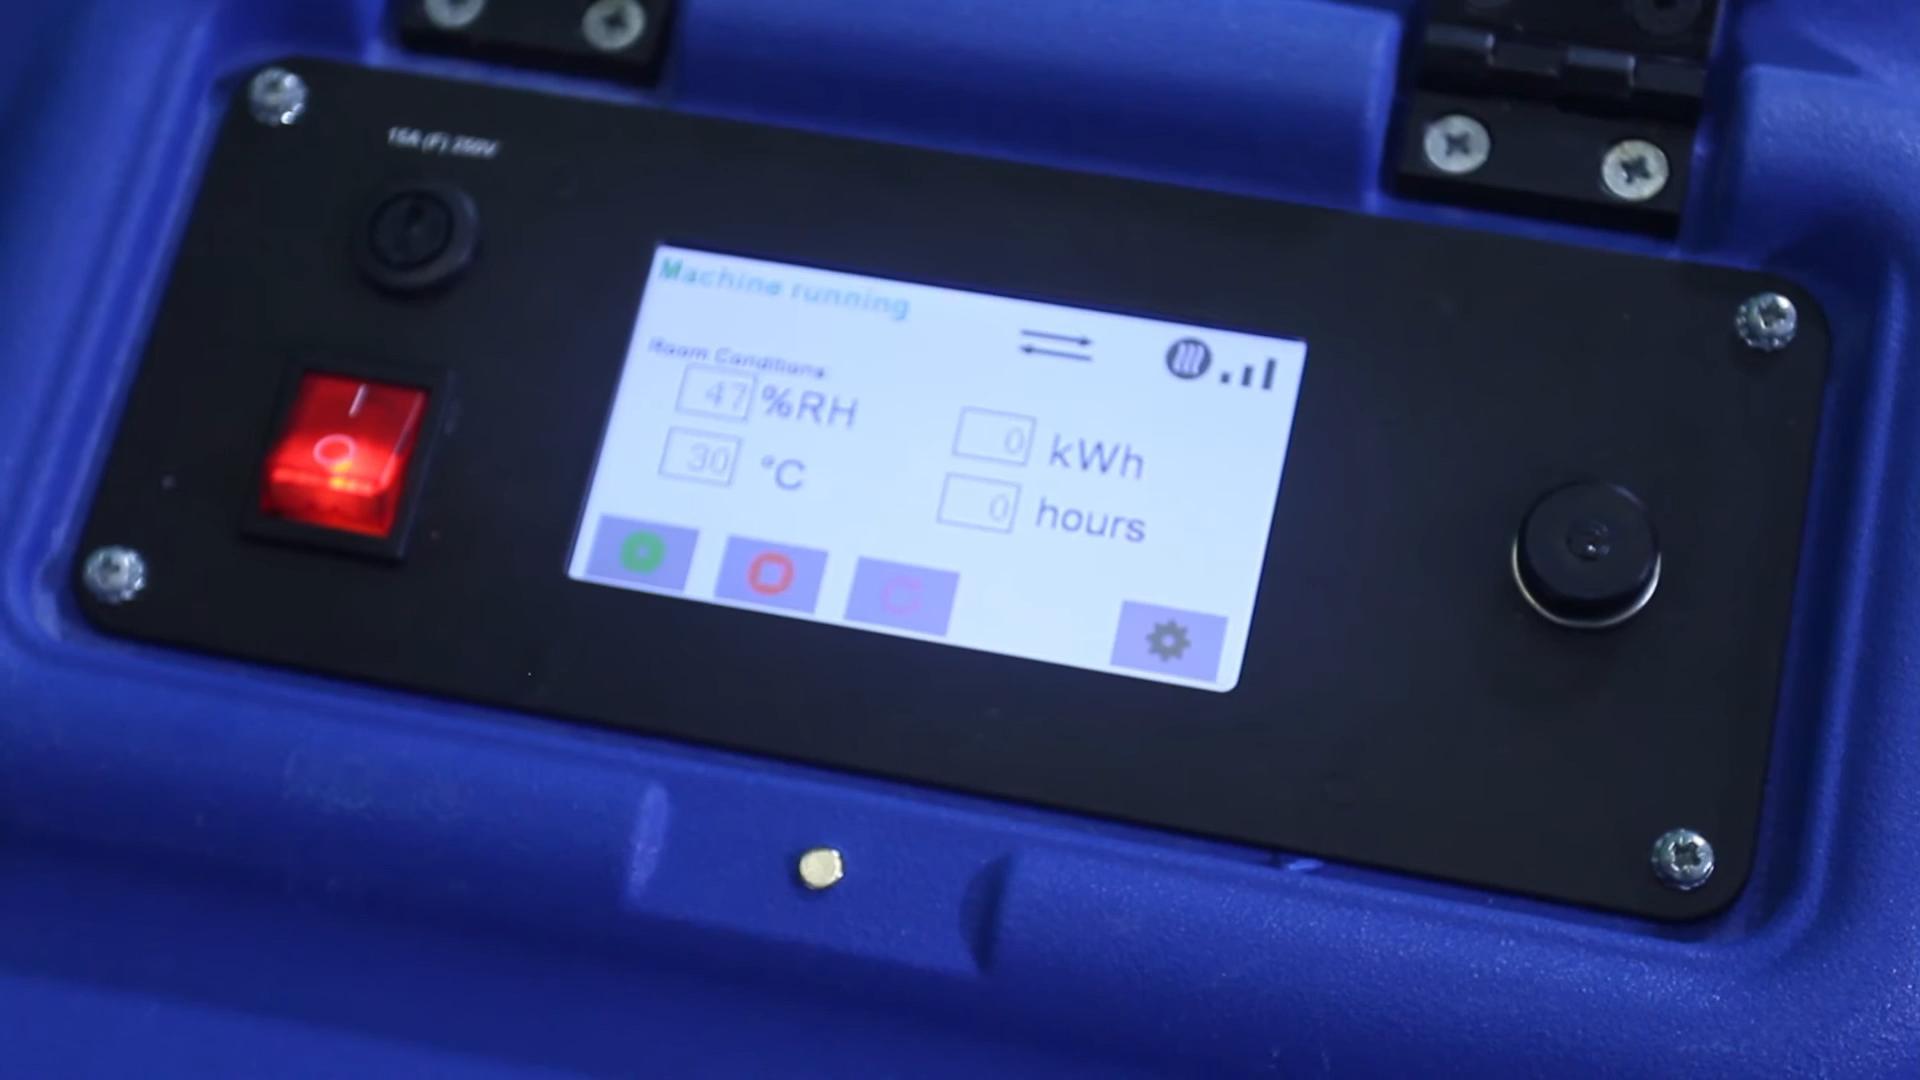 15A (F) 250V
Machine running
Room Conditions:
47 %RH
30 °C
0 kWh
0 hours